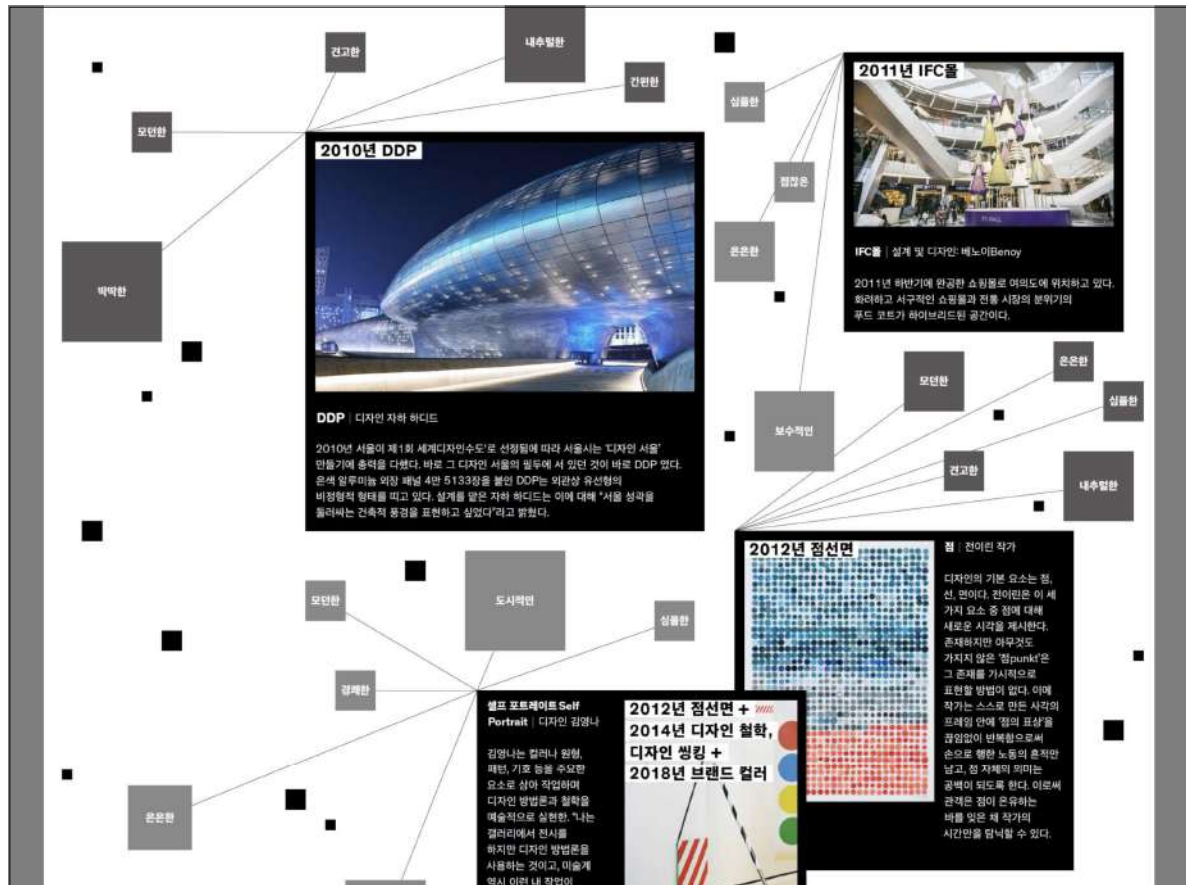 견고한
내추럴한
간편한
모던한
딱딱한
2010년 DDP
DDP | 디자인 자하 하디드
2010년 서울이 제1회 세계디자인수도'로 선정됨에 따라 서울시는 '디자인 서울'
만들기에 총력을 다했다. 바로 그 디자인 서울의 필두에 서 있던 것이 바로 DDP 였다.
은색 알루미늄 외장 패널 4만 5133장을 붙인 DDP는 외관상 유선형의
비정형적 형태를 띠고 있다. 설계를 맡은 자하 하디드는 이에 대해 "서울 성곽을
둘러싸는 건축적 풍경을 표현하고 싶었다"라고 밝혔다.
심플한
점잖은
은은한
보수적인
2011년 IFC몰
IFC몰 | 설계 및 디자인: 베노이Benoy
2011년 하반기에 완공한 쇼핑몰로 여의도에 위치하고 있다.
화려하고 서구적인 쇼핑몰과 전통 시장의 분위기의
푸드 코트가 하이브리드된 공간이다.
모던한
은은한
심플한
견고한
내추럴한
2012년 점선면
점 | 전이린 작가
디자인의 기본 요소는 점,
선, 면이다. 전이린은 이 세
가지 요소 중 점에 대해
새로운 시각을 제시한다.
존재하지만 아무것도
가지지 않은 '점punkt'은
그 존재를 가시적으로
표현할 방법이 없다. 이에
작가는 스스로 만든 사각의
프레임 안에 '점의 표상'을
끊임없이 반복함으로써
손으로 행한 노동의 흔적만
남고, 점 자체의 의미는
공백이 되도록 한다. 이로써
관객은 점이 은유하는
바를 잊은 채 작가의
시간만을 탐닉할 수 있다.
모던한
도시적인
심플한
경쾌한
은은한
셀프 포트레이트 Self
Portrait | 디자인 김영나
김영나는 컬러나 원형,
패턴, 기호 등을 주요한
요소로 삼아 작업하며
디자인 방법론과 철학을
예술적으로 실현한. "나는
갤러리에서 전시를
하지만 디자인 방법론을
사용하는 것이고, 미술계
역시 이런 내 작업이
2012년 점선면 +
2014년 디자인 철학,
디자인 씽킹 +
2018년 브랜드 컬러